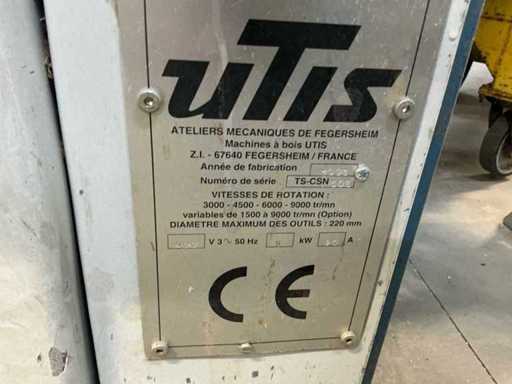 UTIS
ATELIERS MECANIQUES DE FEGERSHEIM
Machines à bois UTIS
Z.I. - 67640 FEGERSHEIM / FRANCE
Année de fabrication
Numéro de série TS-CSN
VITESSES DE ROTATION :
3000 - 4500 - 6000 - 9000 tr/mn
variables de 1500 à 9000 tr/mn (Option)
DIAMETRE MAXIMUM DES OUTILS : 220 mm
V 3~ 50 Hz kW A
CE